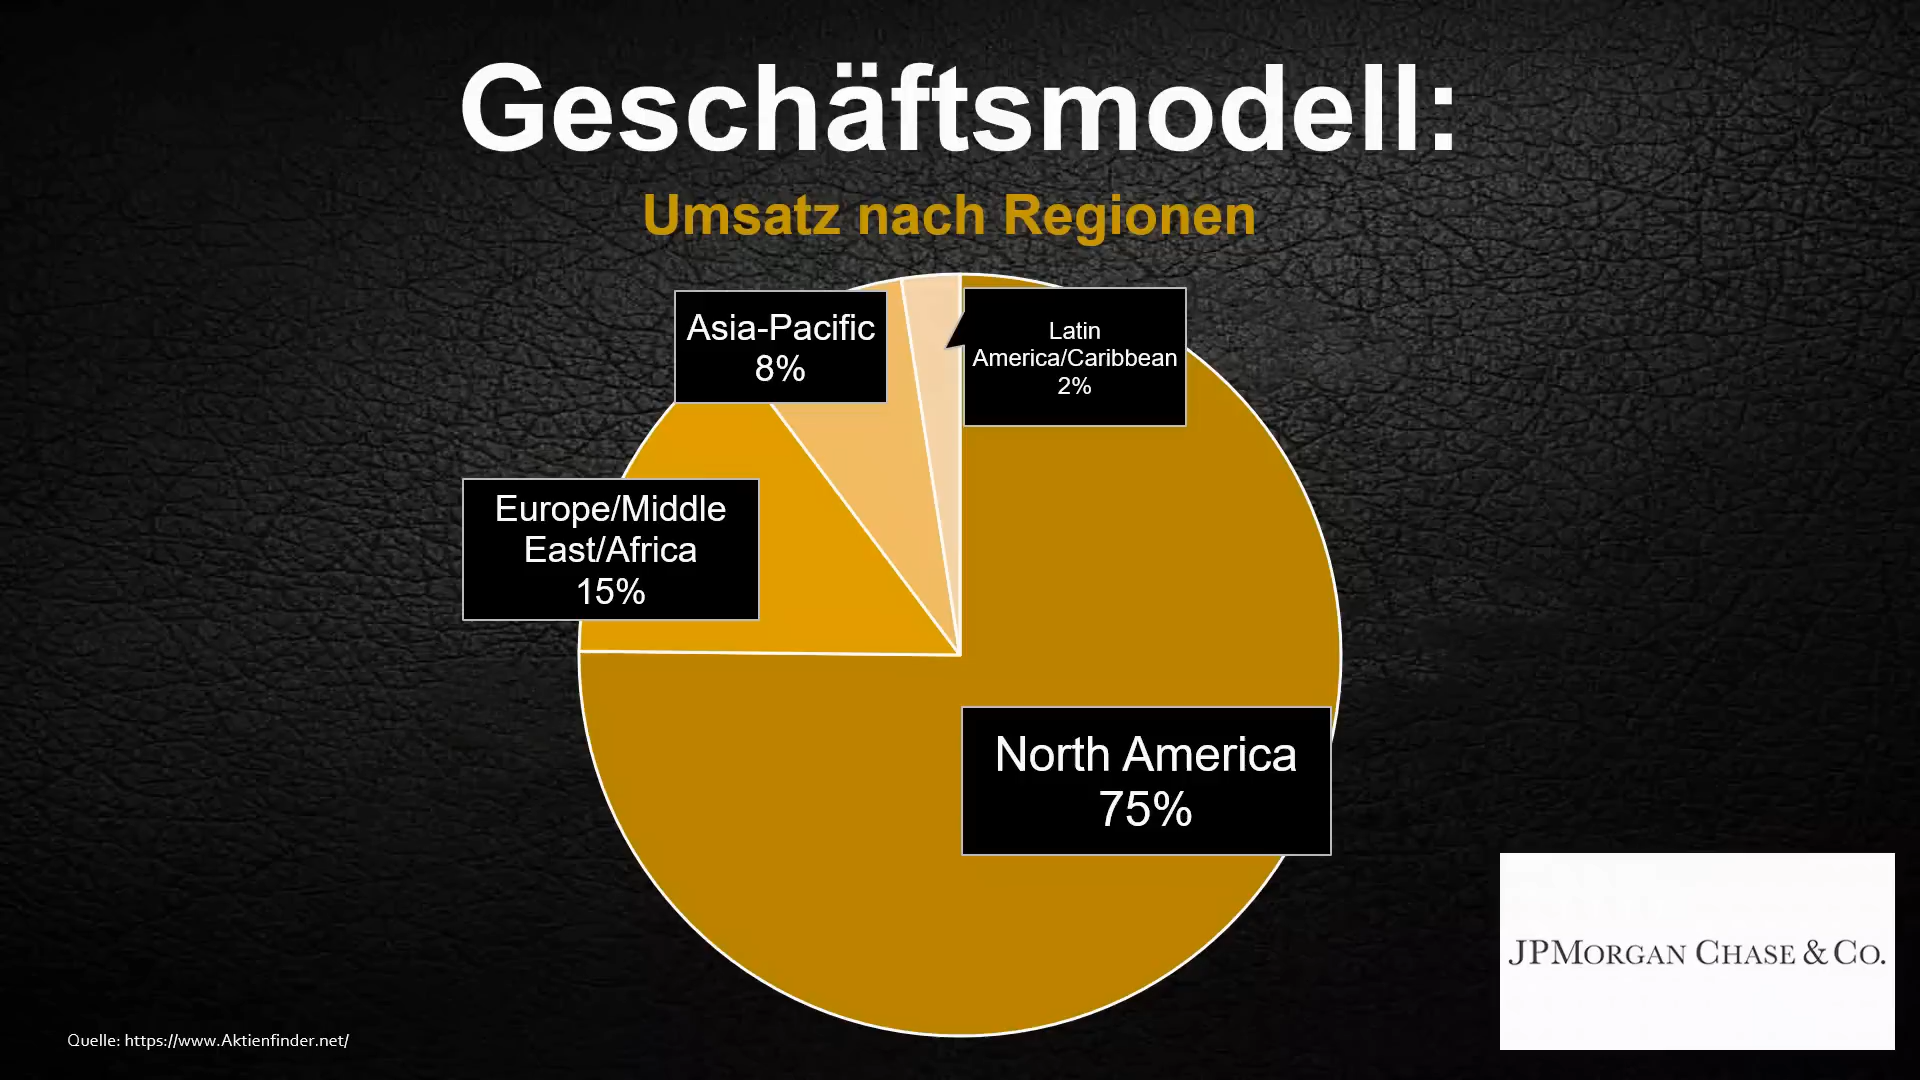 Geschäftsmodell:
Umsatz nach Regionen
Asia-Pacific
8%
Latin
America/Caribbean
2%
Europe/Middle
East/Africa
15%
North America
75%
JPMORGAN CHASE & CO.
Quelle: https://www.Aktienfinder.net/